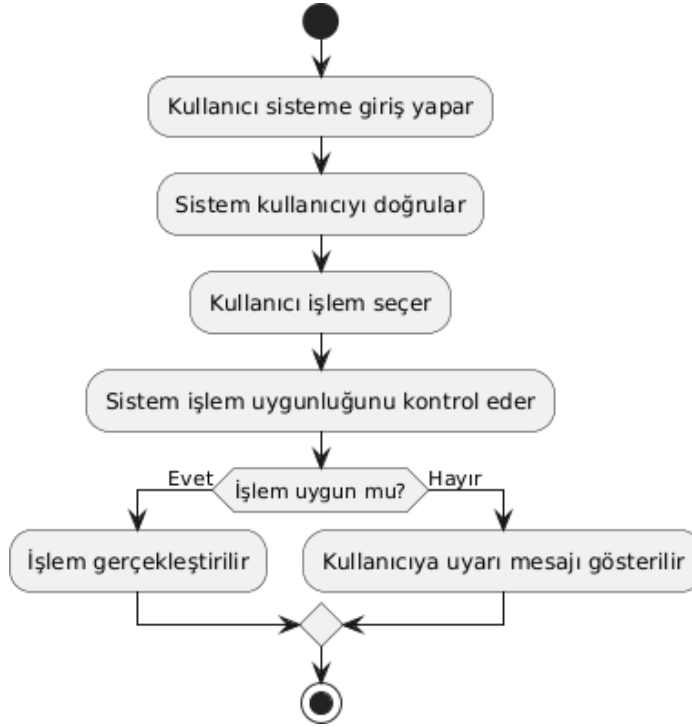 Kullanıcı sisteme giriş yapar
Sistem kullanıcıyı doğrular
Kullanıcı işlem seçer
Sistem işlem uygunluğunu kontrol eder
Evet
İşlem uygun mu?
Hayır
İşlem gerçekleştirilir
Kullanıcıya uyarı mesajı gösterilir